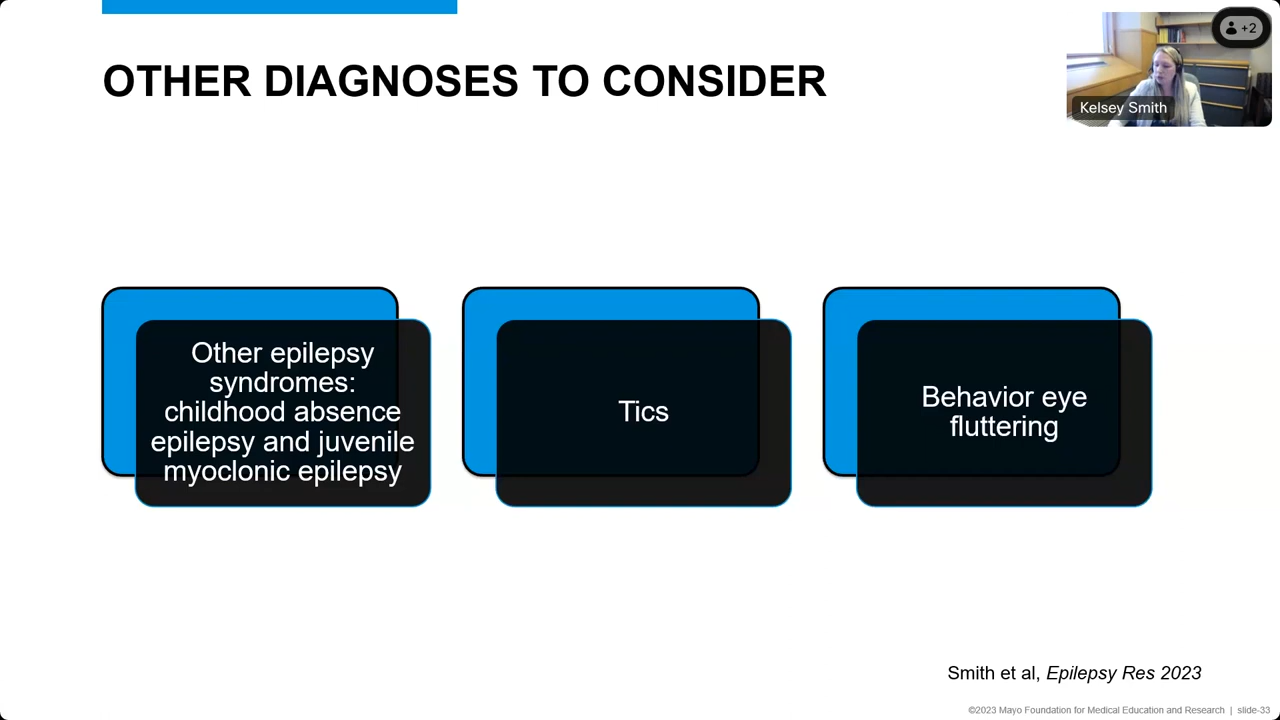 OTHER DIAGNOSES TO CONSIDER
+2
Kelsey Smith
Other epilepsy
syndromes:
childhood absence
epilepsy and juvenile
myoclonic epilepsy
Tics
Behavior eye
fluttering
Smith et al, Epilepsy Res 2023
©2023 Mayo Foundation for Medical Education and Research | slide-33